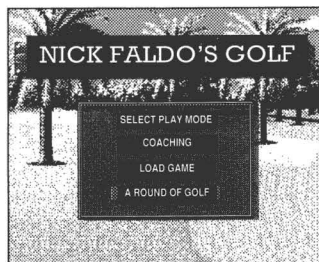 NICK FALDO'S GOLF
SELECT PLAY MODE
COACHING
LOAD GAME
A ROUND OF GOLF